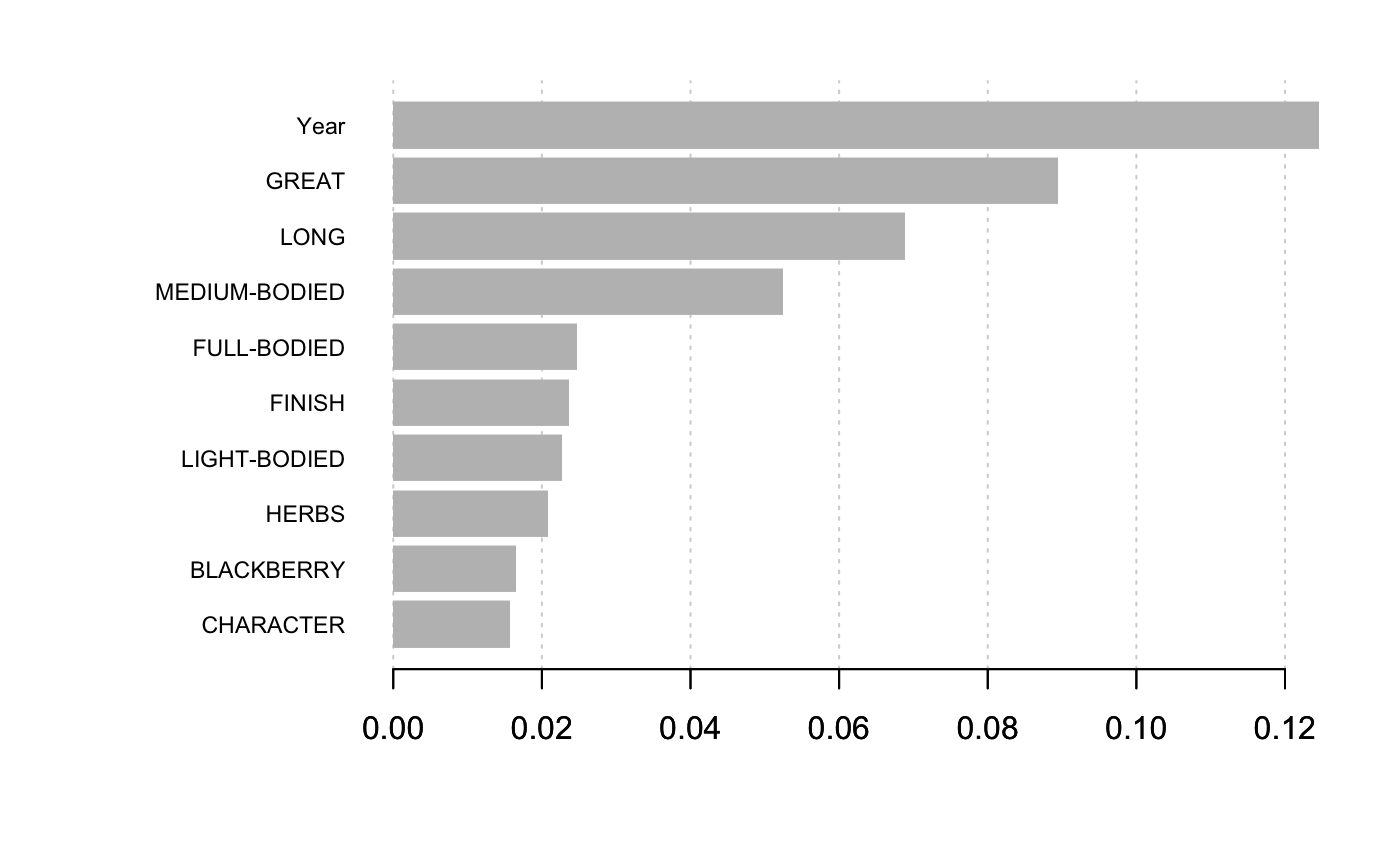 Year
GREAT
LONG
MEDIUM-BODIED
FULL-BODIED
FINISH
LIGHT-BODIED
HERBS
BLACKBERRY
CHARACTER
0.00 0.02 0.04 0.06 0.08 0.10 0.12